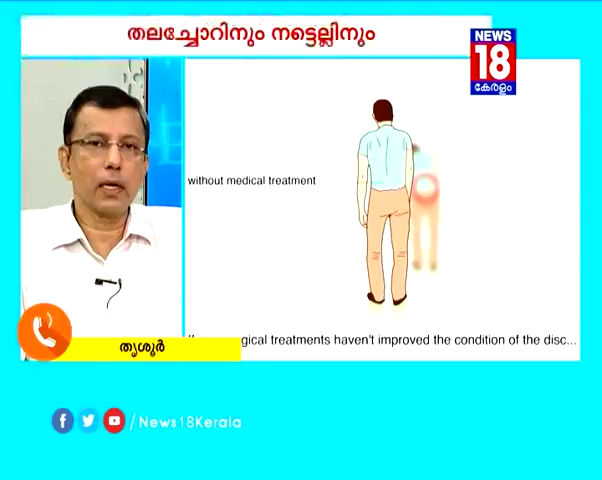 തലച്ചോറിനും നട്ടെല്ലിനും
NEWS
18
കേരളം
without medical treatment
gical treatments haven't improved the condition of the disc...
തൃശൂർ
/News18Kerala